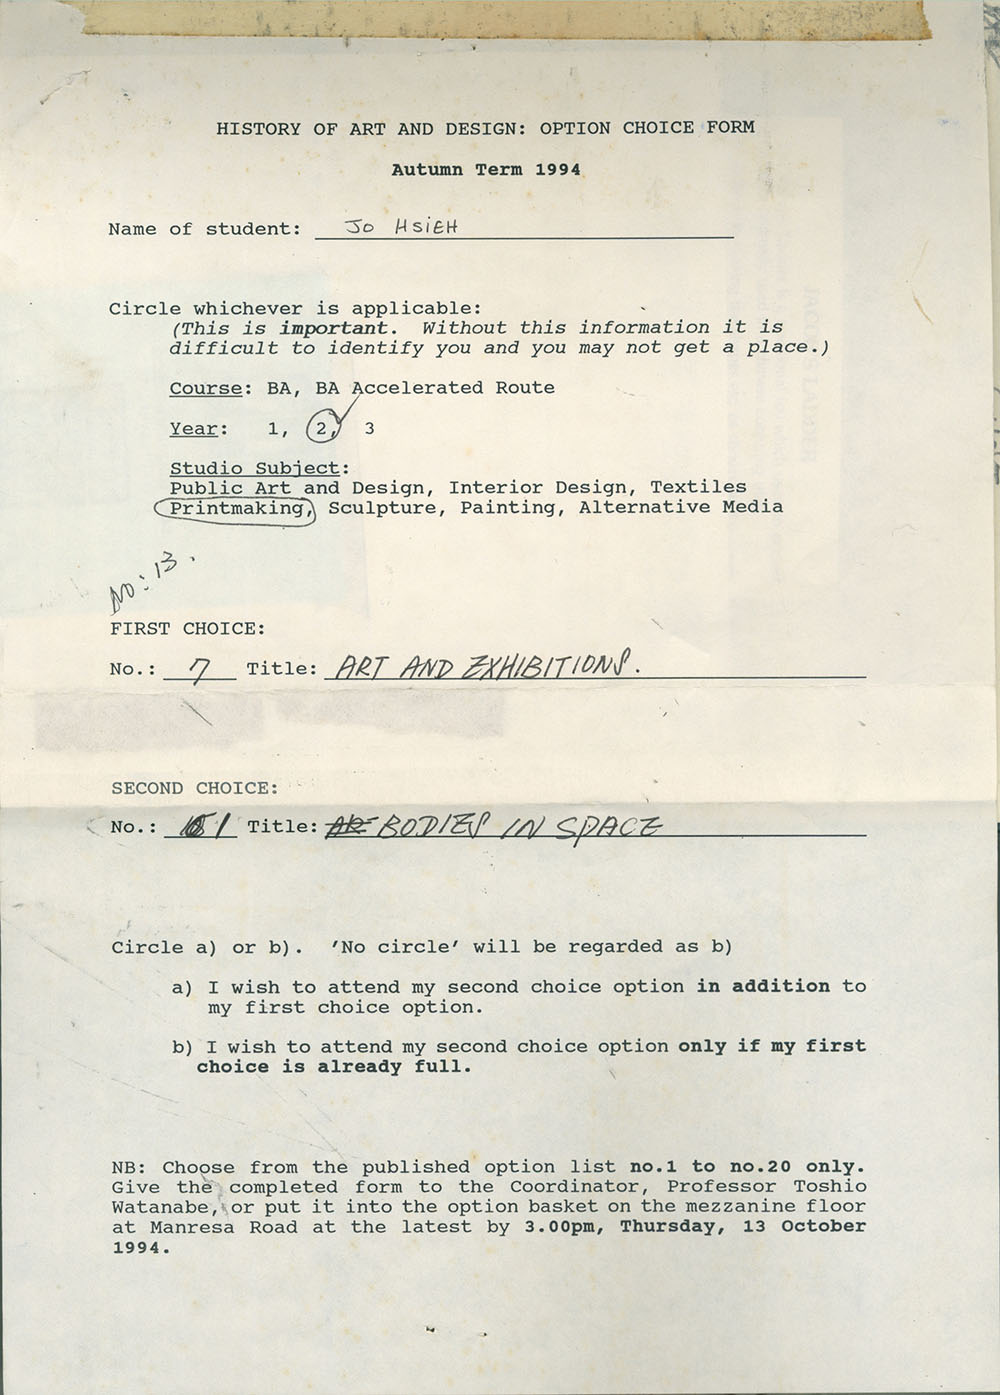 HISTORY OF ART AND DESIGN: OPTION CHOICE FORM
Autumn Term 1994
Name of student: JO HSiEH
Circle whichever is applicable:
(This is important. Without this information it is
difficult to identify you and you may not get a place.)
Course: BA, BA Accelerated Route
Year: 1, 2, 3
Studio Subject:
Public Art and Design, Interior Design, Textiles
Printmaking, Sculpture, Painting, Alternative Media
No: 13.
FIRST CHOICE:
No.: 7 Title: ART AND EXHIBITIONS.
SECOND CHOICE:
No.: 1 Title: BODIES IN SPACE
Circle a) or b). 'No circle' will be regarded as b)
a) I wish to attend my second choice option in addition to
my first choice option.
b) I wish to attend my second choice option only if my first
choice is already full.
NB: Choose from the published option list no.1 to no.20 only.
Give the completed form to the Coordinator, Professor Toshio
Watanabe, or put it into the option basket on the mezzanine floor
at Manresa Road at the latest by 3.00pm, Thursday, 13 October
1994.